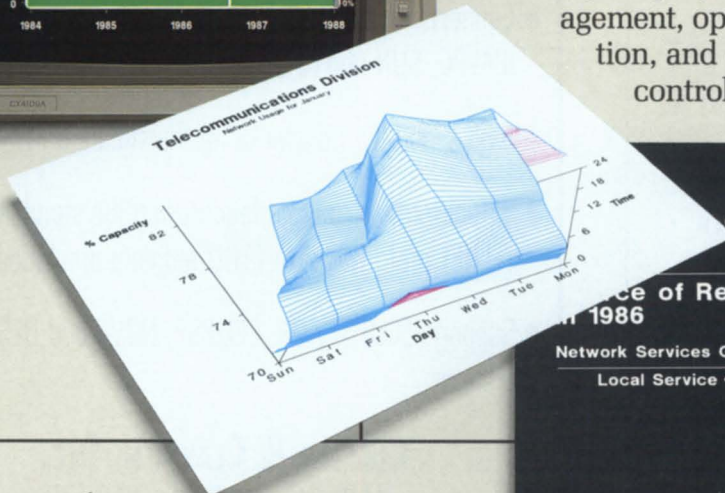 0 0%
1984 1985 1986 1987 1988
agement, op
tion, and
control
Telecommunications Division
Network Usage for January
% Capacity
82
78
74
70
Sun Sat Fri Thu Wed Tue Mon
Day
0
6
12
18
24
Time
ce of Re
1986
Network Services
Local Service